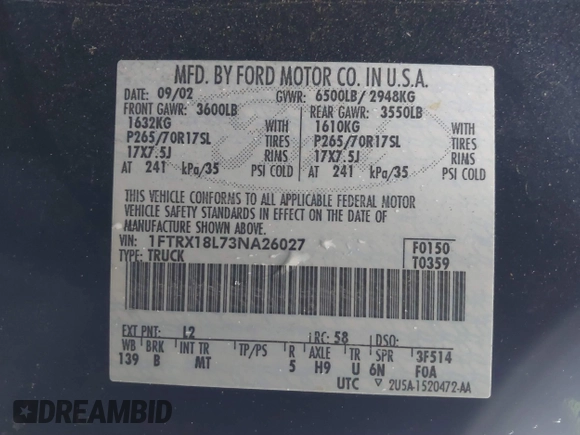 MFD. BY FORD MOTOR CO. IN U.S.A.
DATE: 09/02 GVWR: 6500LB/ 2948KG
FRONT GAWR: 3600LB REAR GAWR: 3550LB
1632KG WITH 1610KG WITH
P265/70R17SL TIRES P265/70R17SL TIRES
17X7.5J RIMS 17X7.5J RIMS
AT 241 kPa/35 PSI COLD AT 241 kPa/35 PSI COLD
THIS VEHICLE CONFORMS TO ALL APPLICABLE FEDERAL MOTOR
VEHICLE SAFETY STANDARDS IN EFFECT ON THE DATE OF
MANUFACTURE SHOWN ABOVE.
VIN: 1FTRX18L73NA26027 F0150
TYPE: TRUCK T0359
EXT PNT: L2 RC: 58 DSO:
WB BRK INT TR TP/PS R AXLE TR SPR 3F514
139 B MT 5 H9 U 6N F0A
UTC 2U5A-1520472-AA
DREAMBID